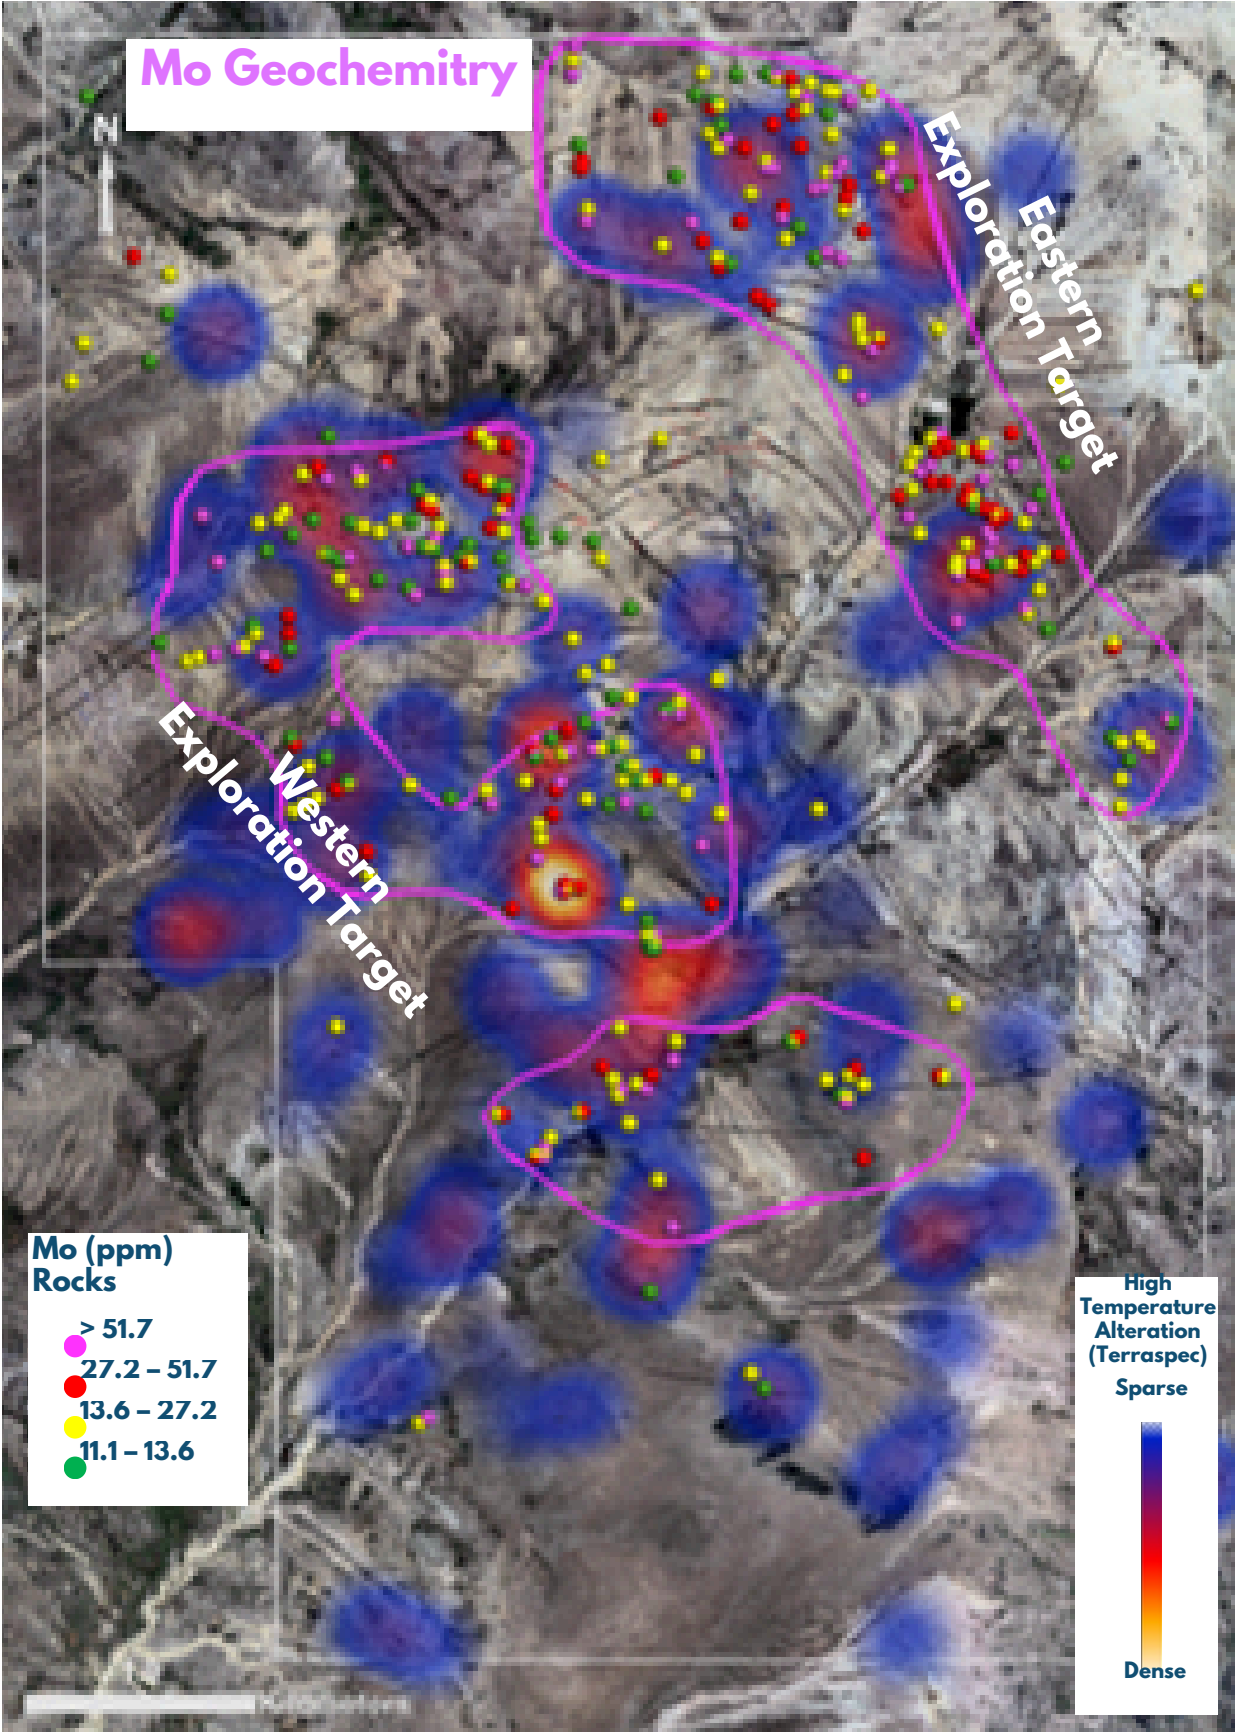 Mo Geochemitry
N
Eastern
Exploration Target
Western
Exploration Target
Mo (ppm)
Rocks
> 51.7
27.2 – 51.7
13.6 – 27.2
11.1 – 13.6
High
Temperature
Alteration
(Terraspec)
Sparse
Dense